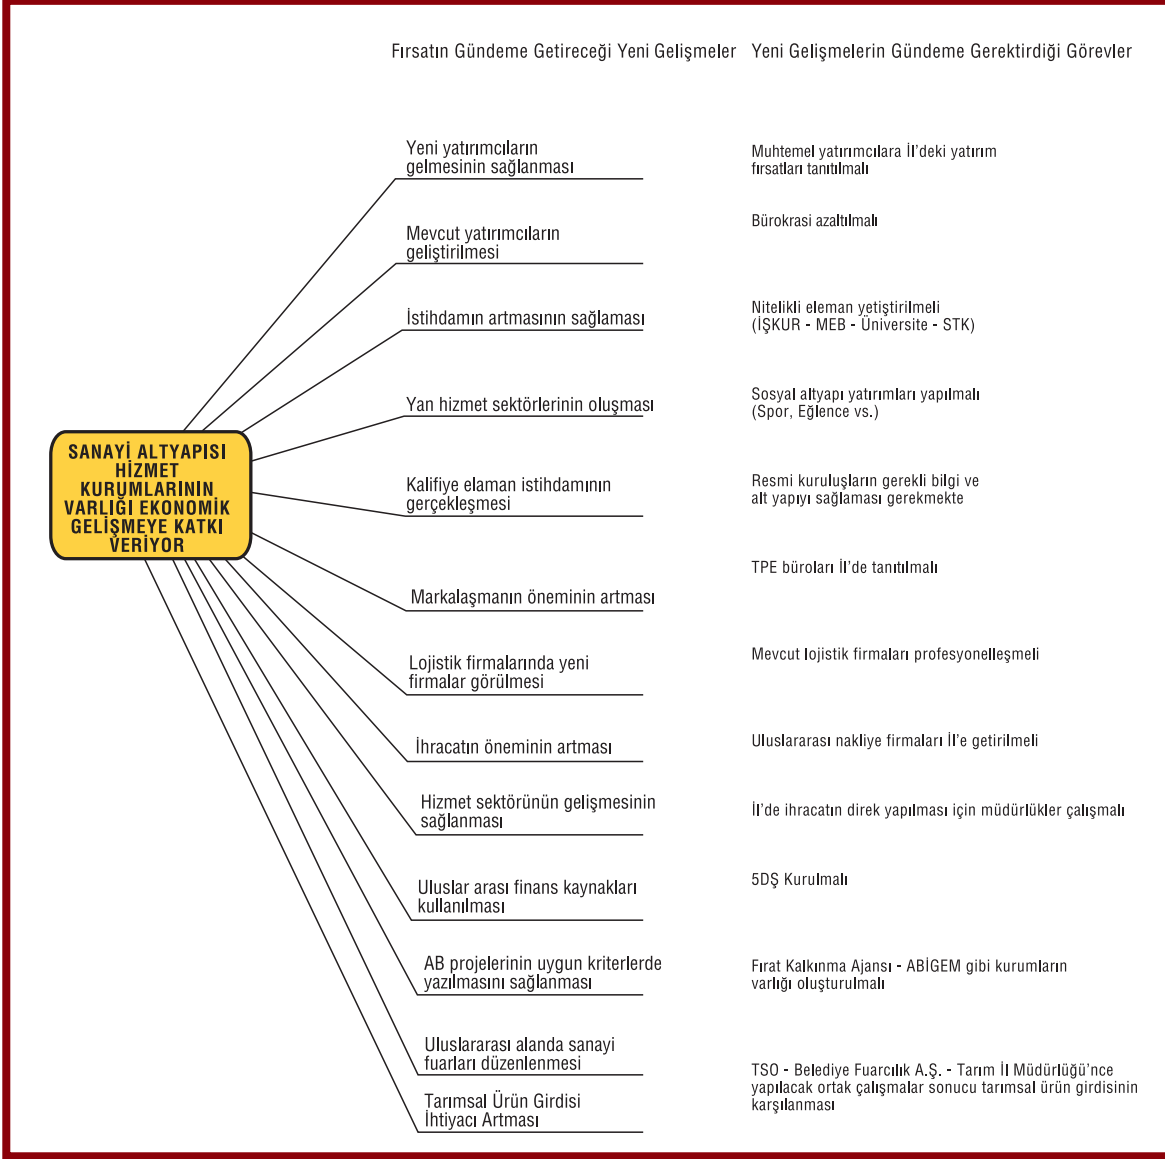 Fırsatın Gündeme Getireceği Yeni Gelişmeler
Yeni Gelişmelerin Gündeme Gerektirdiği Görevler
SANAYİ ALTYAPISI
HİZMET
KURUMLARININ
VARLIĞI EKONOMİK
GELİŞMEYE KATKI
VERİYOR
Yeni yatırımcıların
gelmesinin sağlanması
Muhtemel yatırımcılara İl’deki yatırım
fırsatları tanıtılmalı
Mevcut yatırımcıların
geliştirilmesi
Bürokrasi azaltılmalı
İstihdamın artmasının sağlaması
Nitelikli eleman yetiştirilmeli
(İŞKUR - MEB - Üniversite - STK)
Yan hizmet sektörlerinin oluşması
Sosyal altyapı yatırımları yapılmalı
(Spor, Eğlence vs.)
Kalifiye elaman istihdamının
gerçekleşmesi
Resmi kuruluşların gerekli bilgi ve
alt yapıyı sağlaması gerekmekte
Markalaşmanın öneminin artması
TPE büroları İl’de tanıtılmalı
Lojistik firmalarında yeni
firmalar görülmesi
Mevcut lojistik firmaları profesyonelleşmeli
İhracatın öneminin artması
Uluslararası nakliye firmaları İl’e getirilmeli
Hizmet sektörünün gelişmesinin
sağlanması
İl’de ihracatın direk yapılması için müdürlükler çalışmalı
Uluslar arası finans kaynakları
kullanılması
5DŞ Kurulmalı
AB projelerinin uygun kriterlerde
yazılmasını sağlanması
Fırat Kalkınma Ajansı - ABİGEM gibi kurumların
varlığı oluşturulmalı
Uluslararası alanda sanayi
fuarları düzenlenmesi
TSO - Belediye Fuarcılık A.Ş. - Tarım İl Müdürlüğü’nce
yapılacak ortak çalışmalar sonucu tarımsal ürün girdisinin
karşılanması
Tarımsal Ürün Girdisi
İhtiyacı Artması